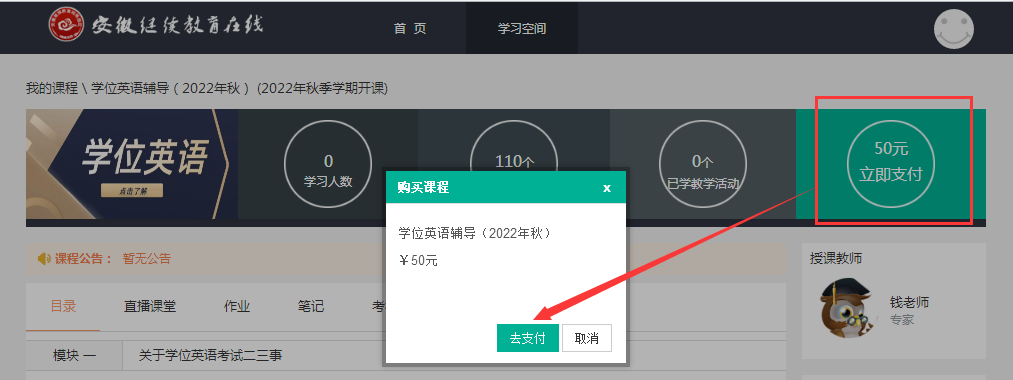 安徽继续教育在线
首 页
学习空间
我的课程 \ 学位英语辅导（2022年秋） (2022年秋季学期开课)
学位英语
点击了解
0
学习人数
110个
0个
已学教学活动
50元
立即支付
购买课程
x
学位英语辅导（2022年秋）
￥50元
去支付
取消
课程公告： 暂无公告
目录
直播课堂
作业
笔记
模块 一
关于学位英语考试二三事
授课教师
钱老师
专家